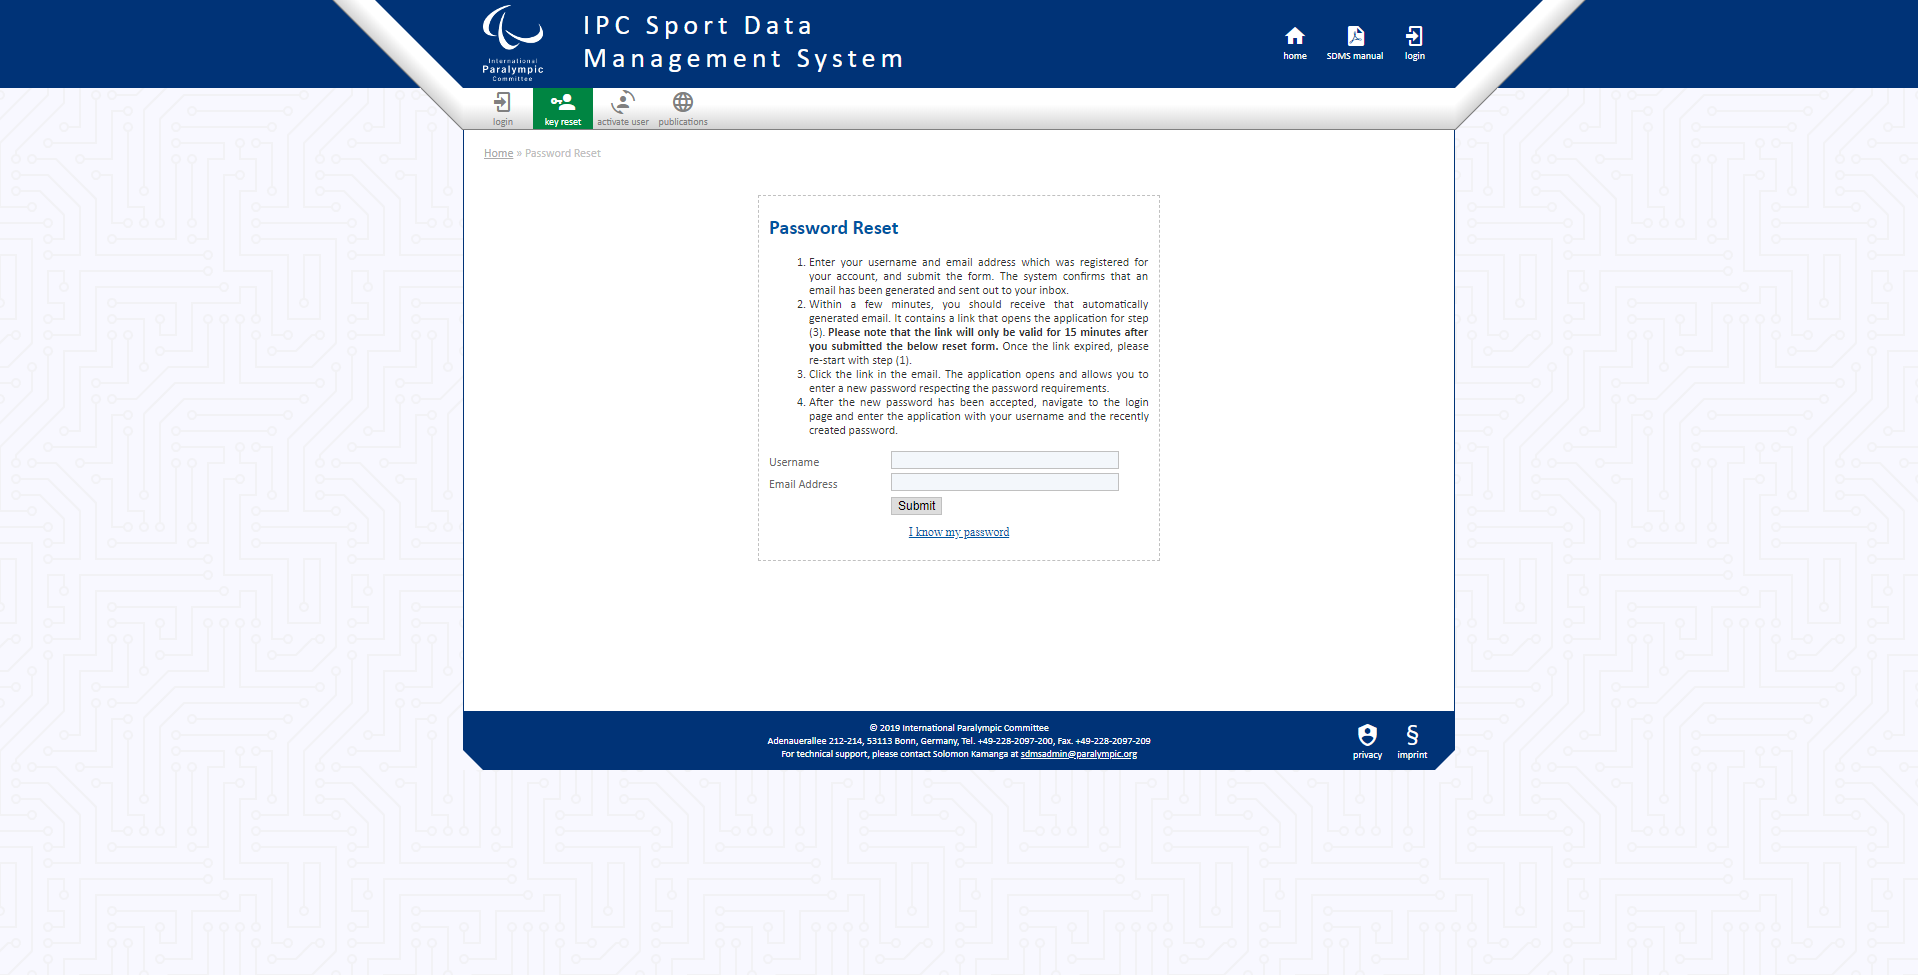 International
Paralympic
Committee
IPC Sport Data
Management System
home
SDMS manual
login
login
key reset
activate user
publications
Home » Password Reset
Password Reset
1. Enter your username and email address which was registered for
your account, and submit the form. The system confirms that an
email has been generated and sent out to your inbox.
2. Within a few minutes, you should receive that automatically
generated email. It contains a link that opens the application for step
(3). Please note that the link will only be valid for 15 minutes after
you submitted the below reset form. Once the link expired, please
re-start with step (1).
3. Click the link in the email. The application opens and allows you to
enter a new password respecting the password requirements.
4. After the new password has been accepted, navigate to the login
page and enter the application with your username and the recently
created password.
Username
Email Address
Submit
I know my password
© 2019 International Paralympic Committee
Adenauerallee 212-214, 53113 Bonn, Germany, Tel. +49-228-2097-200, Fax. +49-228-2097-209
For technical support, please contact Solomon Kamanga at sdmsadmin@paralympic.org
privacy
§
imprint